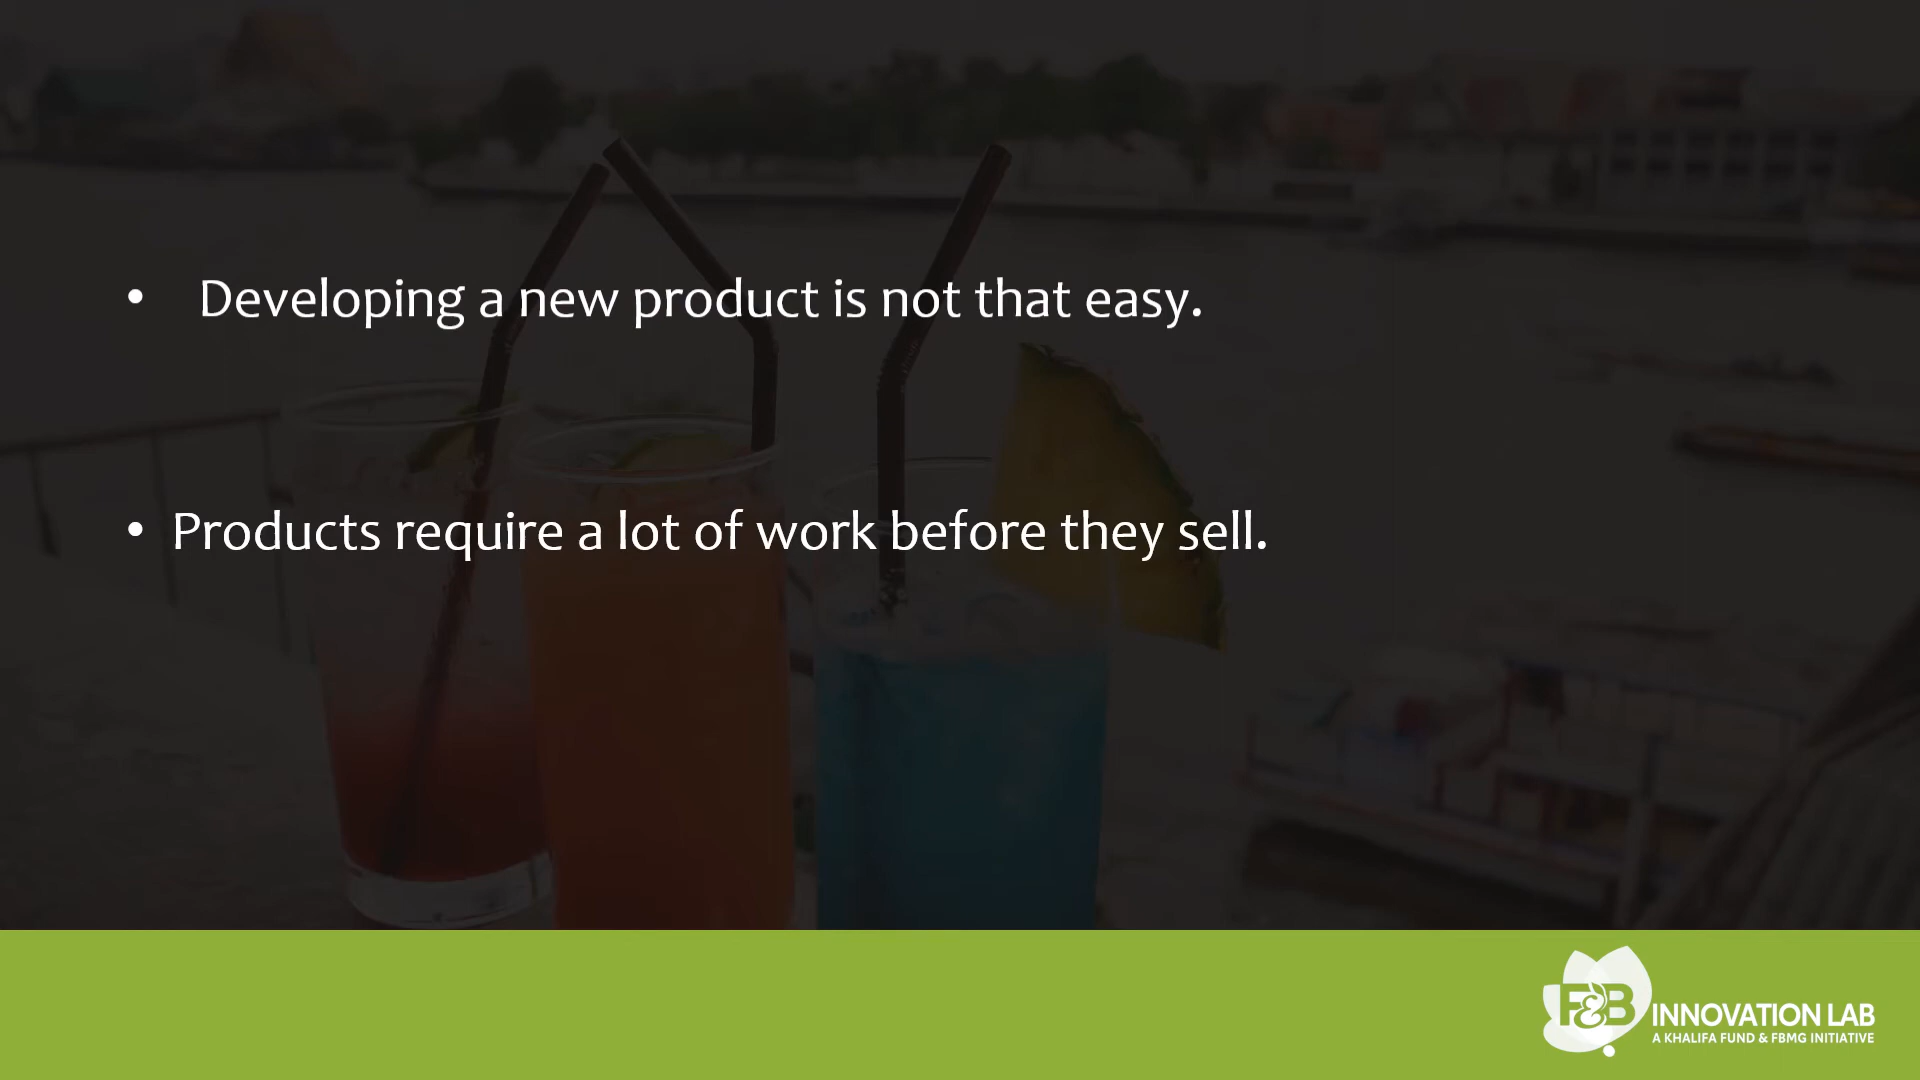 • Developing a new product is not that easy.
• Products require a lot of work before they sell.
F&B INNOVATION LAB
A KHALIFA FUND & FBMG INITIATIVE